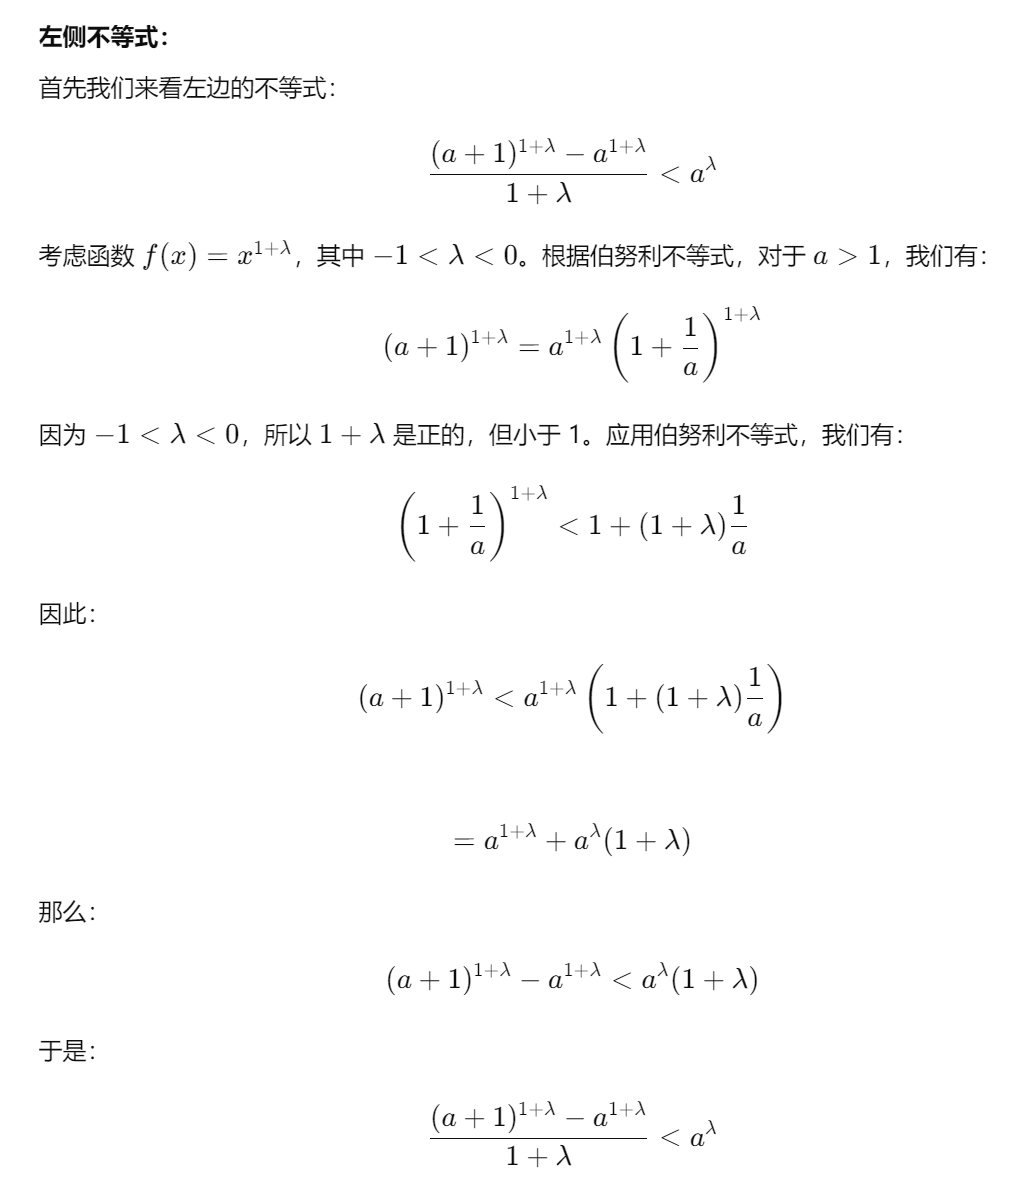 左侧不等式：
首先我们来看左边的不等式：
$$\frac{(a+1)^{1+\lambda} - a^{1+\lambda}}{1+\lambda} < a^{\lambda}$$
考虑函数 $f(x) = x^{1+\lambda}$，其中 $-1 < \lambda < 0$。根据伯努利不等式，对于 $a > 1$，我们有：
$$(a+1)^{1+\lambda} = a^{1+\lambda}\left(1+\frac{1}{a}\right)^{1+\lambda}$$
因为 $-1 < \lambda < 0$，所以 $1+\lambda$ 是正的，但小于 1。应用伯努利不等式，我们有：
$$\left(1+\frac{1}{a}\right)^{1+\lambda} < 1+(1+\lambda)\frac{1}{a}$$
因此：
$$(a+1)^{1+\lambda} < a^{1+\lambda}\left(1+(1+\lambda)\frac{1}{a}\right)$$
$$= a^{1+\lambda} + a^{\lambda}(1+\lambda)$$
那么：
$$(a+1)^{1+\lambda} - a^{1+\lambda} < a^{\lambda}(1+\lambda)$$
于是：
$$\frac{(a+1)^{1+\lambda} - a^{1+\lambda}}{1+\lambda} < a^{\lambda}$$